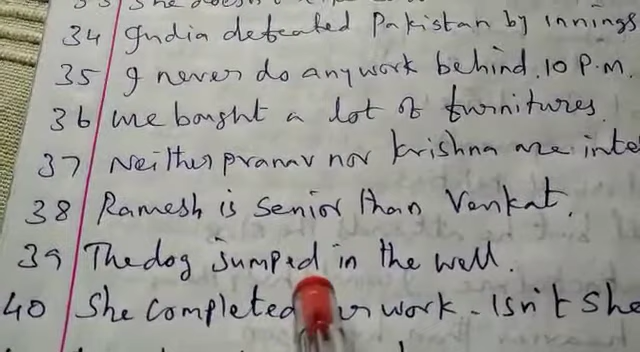 34 India defeated Pakistan by innings
35 I never do any work behind 10 P.M.
36 We bought a lot of furnitures.
37 Neither pranav nor Krishna are
38 Ramesh is senior than Venkat.
39 The dog jumped in the well.
40 She completed work. Isn't she